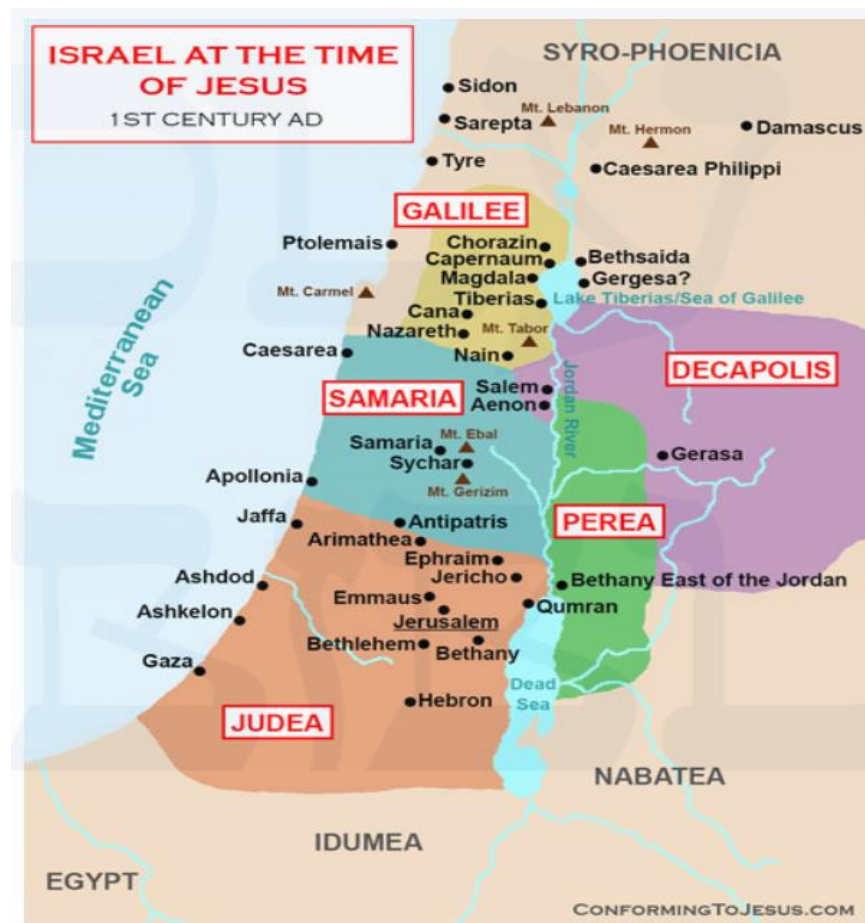 ISRAEL AT THE TIME
OF JESUS
1ST CENTURY AD
SYRO-PHOENICIA
Sidon
Mt. Lebanon
Sarepta
Mt. Hermon
Damascus
Tyre
Caesarea Philippi
GALILEE
Ptolemais
Chorazin
Capernaum
Bethsaida
Magdala
Gergesa?
Mt. Carmel
Tiberias
Lake Tiberias/Sea of Galilee
Cana
Nazareth
Mt. Tabor
Caesarea
Nain
Mediterranean
Sea
Jordan River
DECAPOLIS
Salem
SAMARIA
Aenon
Mt. Ebal
Samaria
Gerasa
Sychar
Apollonia
Mt. Gerizim
Jaffa
Antipatris
PEREA
Arimathea
Ephraim
Jericho
Ashdod
Bethany East of the Jordan
Emmaus
Qumran
Ashkelon
Jerusalem
Bethlehem
Bethany
Gaza
Dead
Sea
Hebron
JUDEA
NABATEA
IDUMEA
EGYPT
CONFORMINGTOJESUS.COM